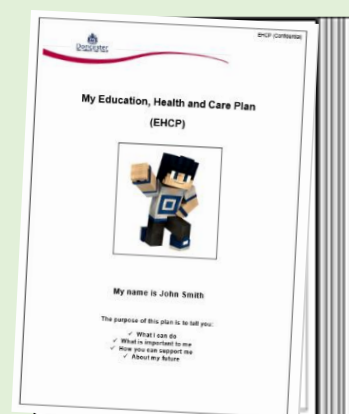 EHCP (Confidential)
Doncaster
My Education, Health and Care Plan
(EHCP)
My name is John Smith
The purpose of this plan is to tell you:
✓ What I can do
✓ What is important to me
✓ How you can support me
✓ About my future